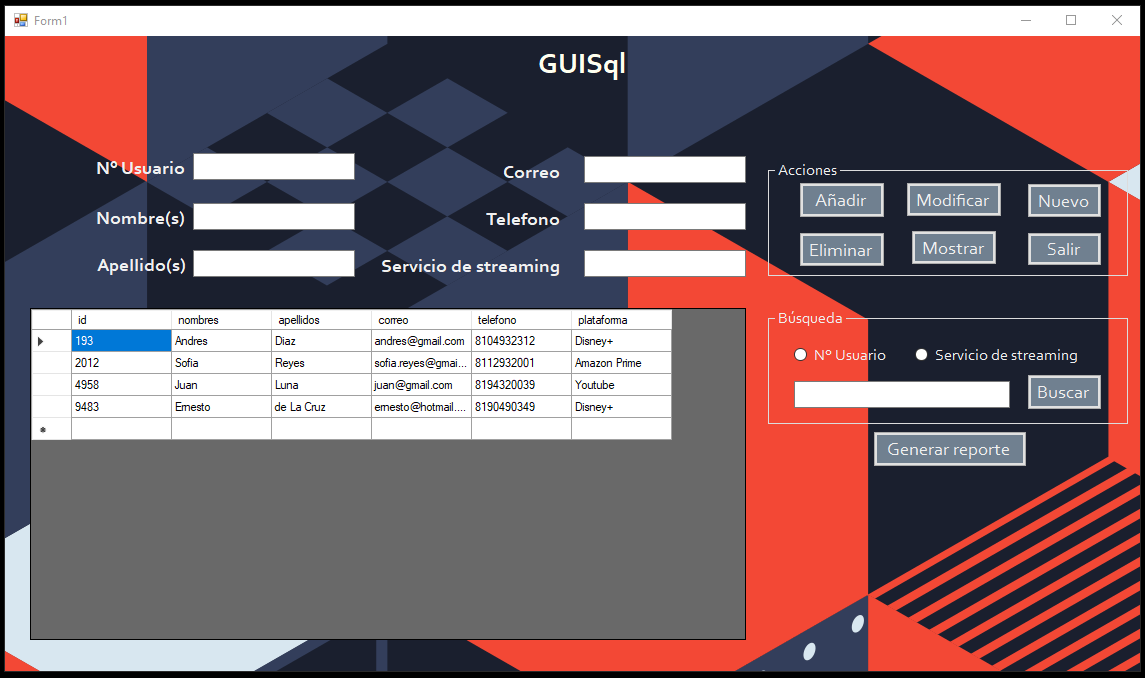 Form1
GUISql
Nº Usuario
Correo
Nombre(s)
Telefono
Apellido(s)
Servicio de streaming
Acciones
Añadir Modificar Nuevo
Eliminar Mostrar Salir
id nombres apellidos correo telefono plataforma
193 Andres Diaz andres@gmail.com 8104932312 Disney+
2012 Sofia Reyes sofia.reyes@gmai... 8112932001 Amazon Prime
4958 Juan Luna juan@gmail.com 8194320039 Youtube
9483 Ernesto de La Cruz ernesto@hotmail.... 8190490349 Disney+
Búsqueda
Nº Usuario Servicio de streaming
Buscar
Generar reporte